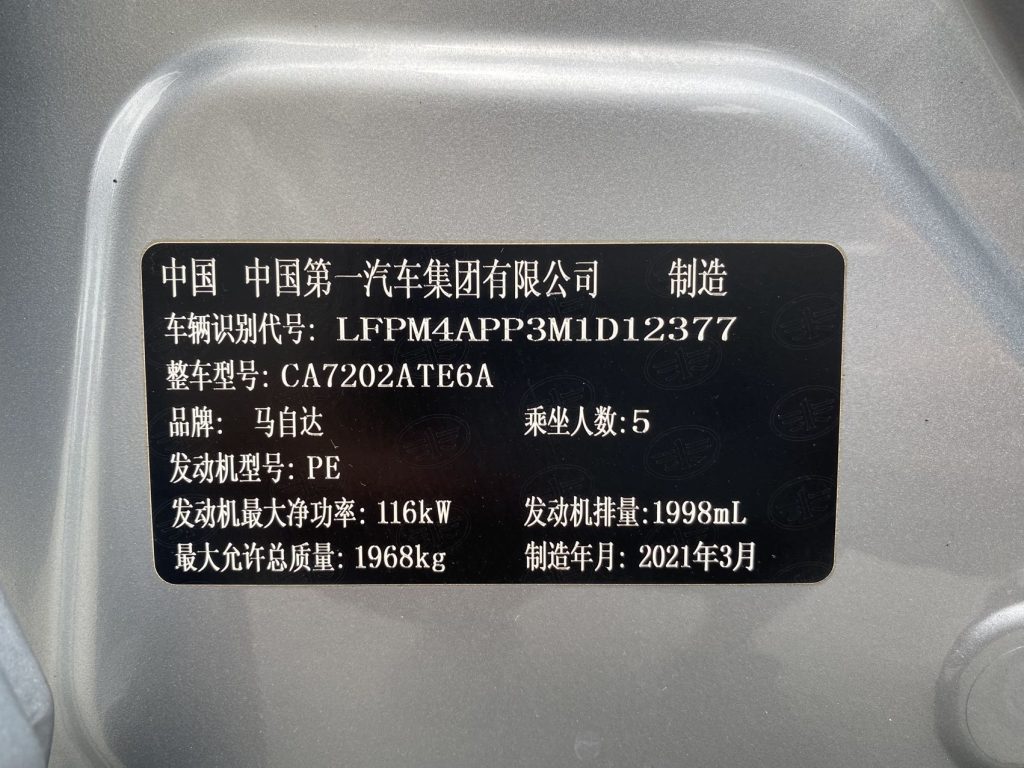 中国 中国第一汽车集团有限公司 制造
车辆识别代号: LFPM4APP3M1D12377
整车型号: CA7202ATE6A
品牌: 马自达 乘坐人数:5
发动机型号: PE
发动机最大净功率: 116kW 发动机排量:1998mL
最大允许总质量: 1968kg 制造年月: 2021年3月